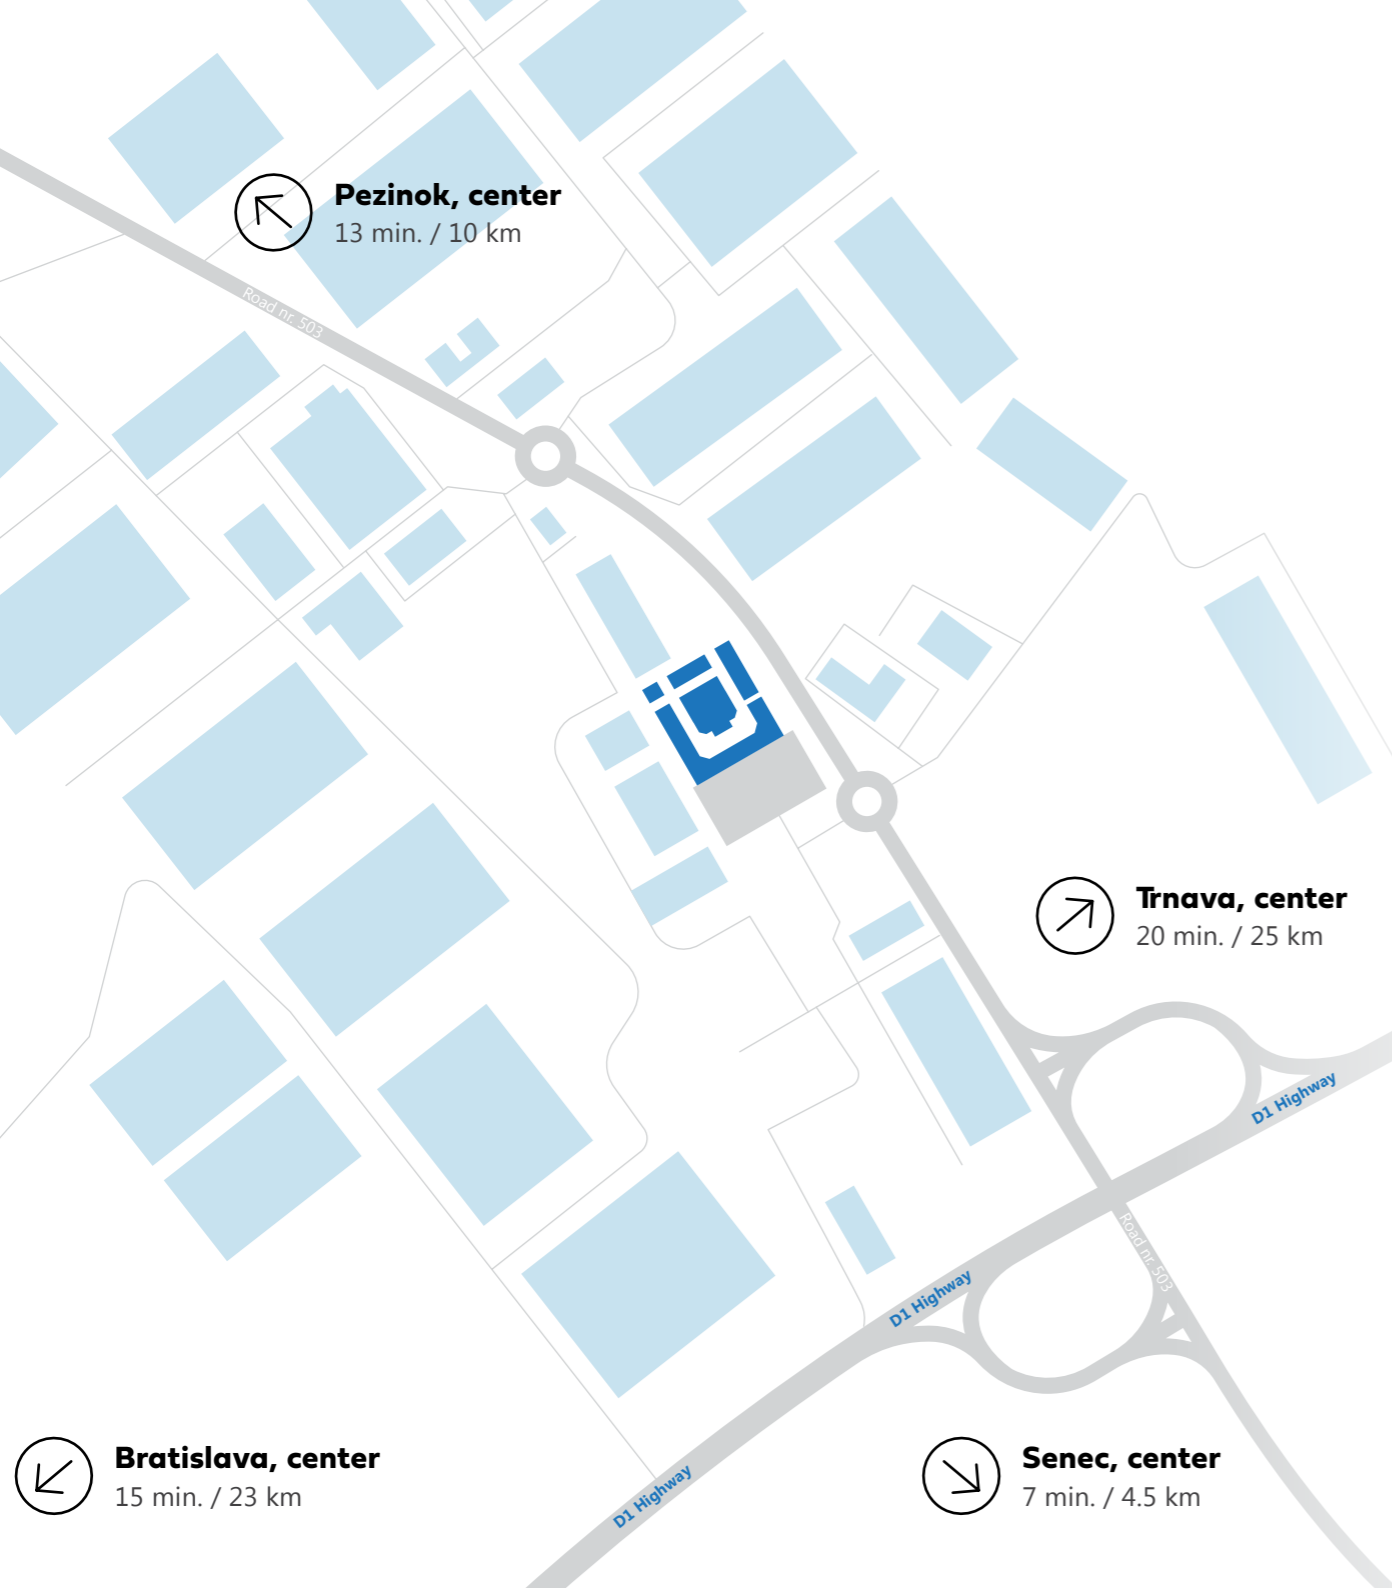 Pezinok, center
13 min. / 10 km
Road nr. 503
Trnava, center
20 min. / 25 km
D1 Highway
Road nr. 503
D1 Highway
Bratislava, center
15 min. / 23 km
Senec, center
7 min. / 4.5 km
D1 Highway